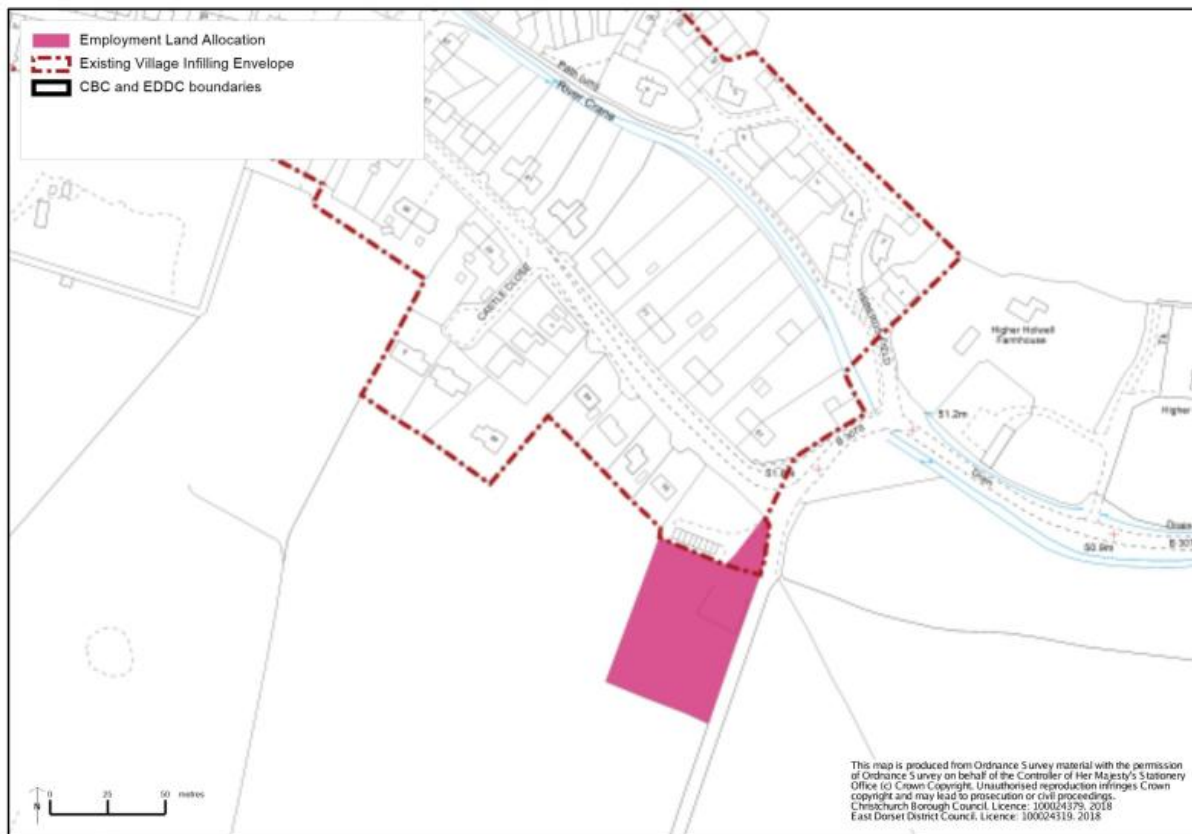 Employment Land Allocation
Existing Village Infilling Envelope
CBC and EDDC boundaries
Path (um)
River Crane
CASTLE CLOSE
Higher Holwell
Farmhouse
Higher
51.2m
Drain
50.9m
0 25 50 metres
N
This map is produced from Ordnance Survey material with the permission
of Ordnance Survey on behalf of the Controller of Her Majesty's Stationery
Office (c) Crown Copyright. Unauthorised reproduction infringes Crown
copyright and may lead to prosecution or civil proceedings.
Christchurch Borough Council. Licence: 100024379. 2018
East Dorset District Council. Licence: 100024319. 2018